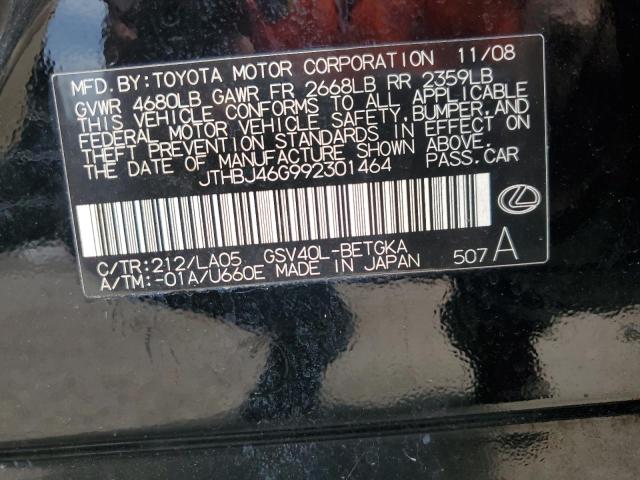 MFD. BY: TOYOTA MOTOR CORPORATION 11/08
GVWR 4680LB GAWR FR 2668LB RR 2359LB
THIS VEHICLE CONFORMS TO ALL APPLICABLE
FEDERAL MOTOR VEHICLE SAFETY, BUMPER, AND
THEFT PREVENTION STANDARDS IN EFFECT ON
THE DATE OF MANUFACTURE SHOWN ABOVE.
JTHBJ46G992301464 PASS. CAR
C/TR: 212/LA05 GSV40L-BETGKA
A/TM: -01A/U660E MADE IN JAPAN 507 A